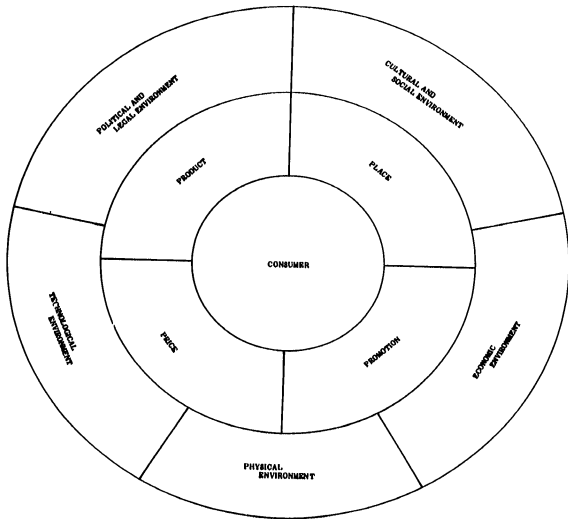 POLITICAL AND
LEGAL ENVIRONMENT
CULTURAL AND
SOCIAL ENVIRONMENT
PRODUCT
PLACE
CONSUMER
TECHNOLOGICAL
ENVIRONMENT
PRICE
PROMOTION
ECONOMIC
ENVIRONMENT
PHYSICAL
ENVIRONMENT